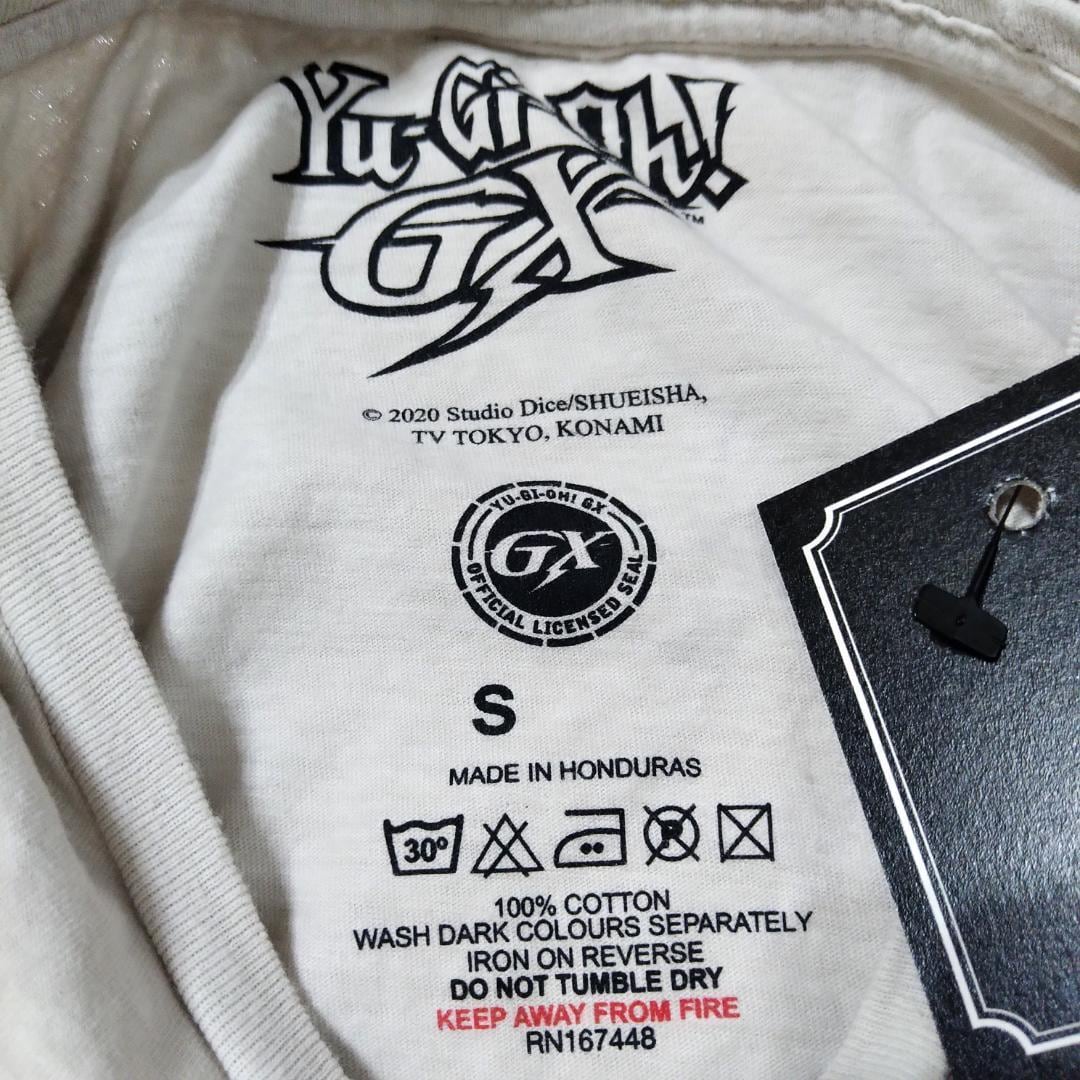 Yu-Gi-Oh!
GX
™
© 2020 Studio Dice/SHUEISHA,
TV TOKYO, KONAMI
YU-GI-OH! GX
GX
OFFICIAL LICENSED SEAL
S
MADE IN HONDURAS
30° P
100% COTTON
WASH DARK COLOURS SEPARATELY
IRON ON REVERSE
DO NOT TUMBLE DRY
KEEP AWAY FROM FIRE
RN167448